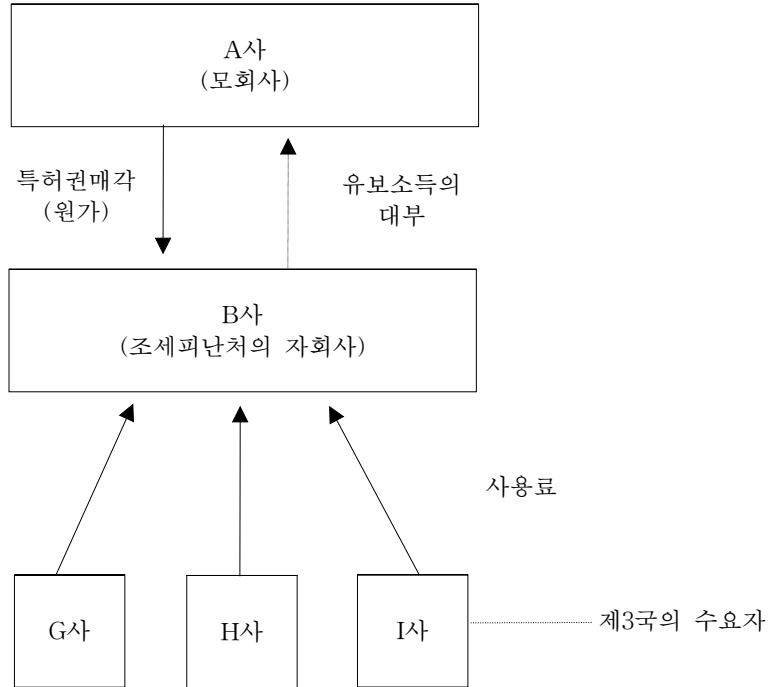 A사
(모회사)
특허권매각
(원가)
유보소득의
대부
B사
(조세피난처의 자회사)
사용료
G사
H사
I사
제3국의 수요자